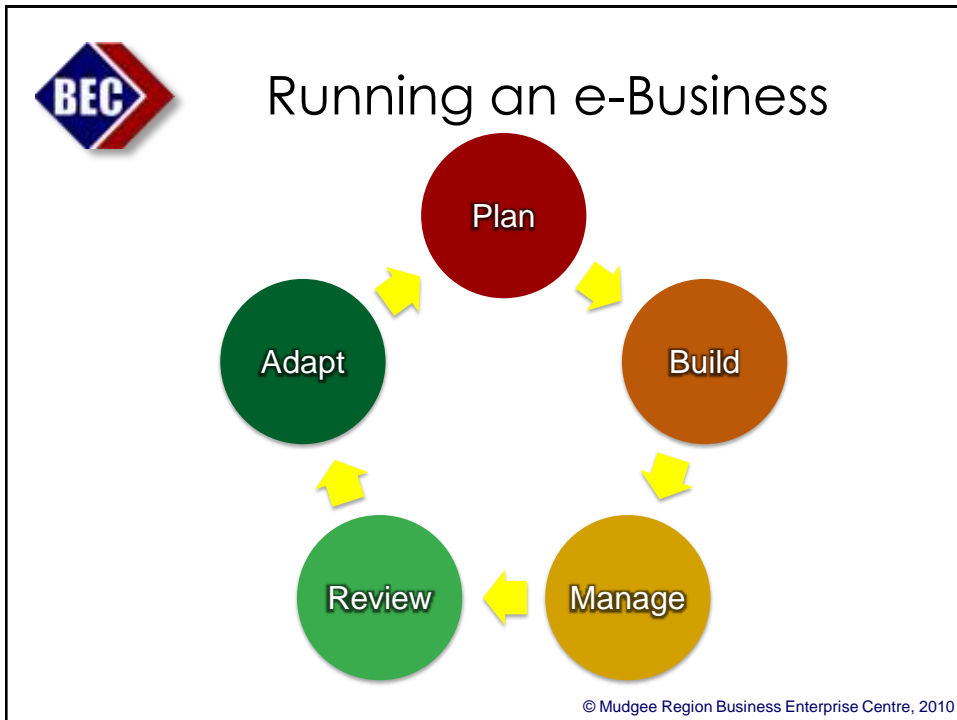 BEC
Running an e-Business
Plan
Build
Manage
Review
Adapt
© Mudgee Region Business Enterprise Centre, 2010